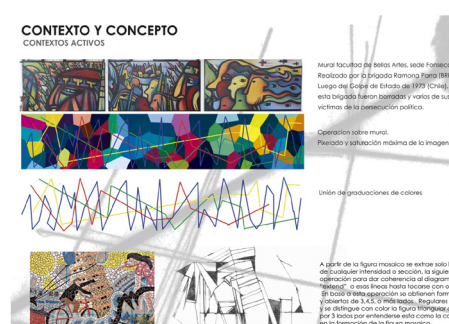 CONTEXTO Y CONCEPTO
CONTEXTOS ACTIVOS
Mural facultad de Bellas Artes, sede Fonseca
Realizado por la brigada Ramona Parra (BR
Luego del Golpe de Estado de 1973 (Chile),
esta brigada fueron borradas y varios de sus
víctimas de la persecución política.
Operacion sobre mural.
Pixelado y saturación máxima de la imagen
Unión de graduaciones de colores
A partir de la figura mosaico se extrae solo
de cualquier intensidad o sección, la siguie
operación para dar coherencia al diagram
"extend" a esas líneas hasta tocarse con o
En base a esta operación se obtienen form
y abiertas de 3,4,5, o más lados. Regulares
y se distingue con color la figura triangular
por 3 lados por entenderse esta como la
en la formación de la figura mosaico